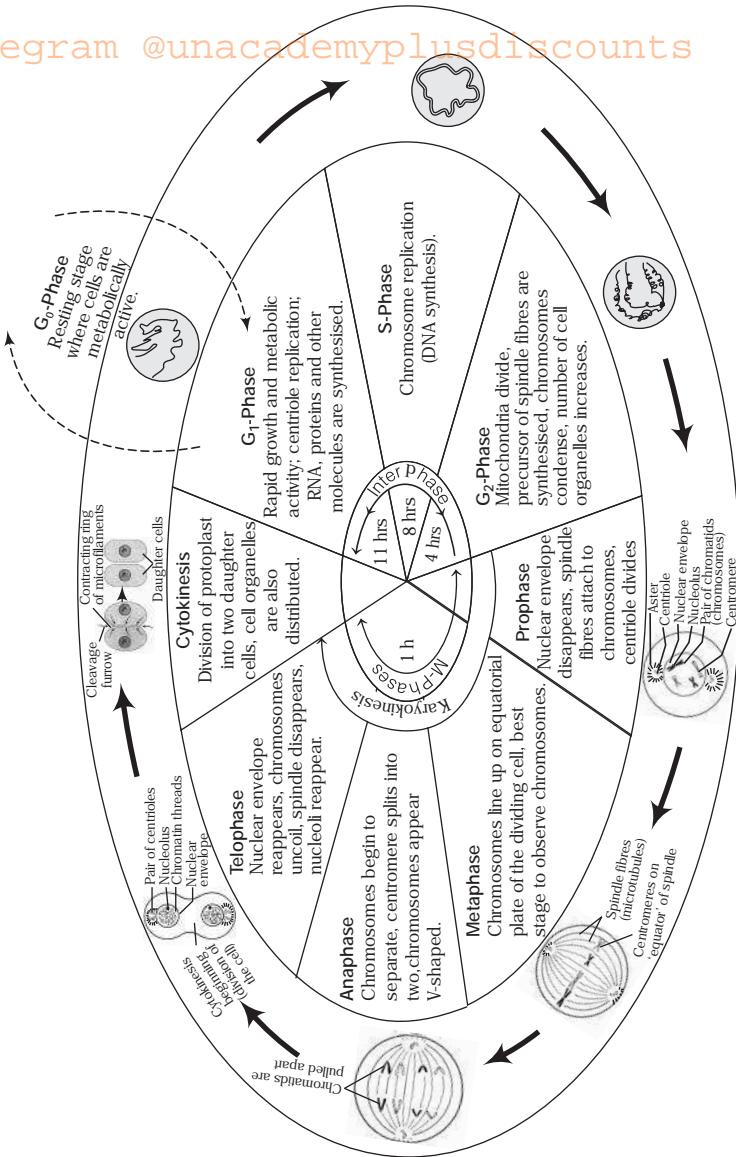 egram @unacademyplusdiscounts
G₀-Phase
Resting stage
where cells are
metabolically
active.
G₁-Phase
Rapid growth and metabolic
activity; centriole replication;
RNA, proteins and other
molecules are synthesised.
S-Phase
Chromosome replication
(DNA synthesis).
G₂-Phase
Mitochondria divide,
precursor of spindle fibres are
synthesised, chromosomes
condense, number of cell
organelles increases.
Prophase
Nuclear envelope
disappears, spindle
fibres attach to
chromosomes,
centriole divides
Aster
Centriole
Nuclear envelope
Nucleolus
Pair of chromatids
(chromosomes)
Centromere
Metaphase
Chromosomes line up on equatorial
plate of the dividing cell, best
stage to observe chromosomes.
Spindle fibres
(microtubules)
Centromeres on
'equator' of spindle
Anaphase
Chromosomes begin to
separate, centromere splits into
two,chromosomes appear
V-shaped.
Chromatids are
pulled apart
Telophase
Nuclear envelope
reappears, chromosomes
uncoil, spindle disappears,
nucleoli reappear.
Pair of centrioles
Nucleolus
Chromatin threads
Nuclear
envelope
Cytokinesis
beginning of
(division of
the cell)
Cytokinesis
Division of protoplast
into two daughter
cells, cell organelles
are also
distributed.
Cleavage
furrow
Contracting ring
of microfilaments
Daughter cells
Inter phase
11 hrs
8 hrs
4 hrs
1 h
M-phases
Karyokinesis